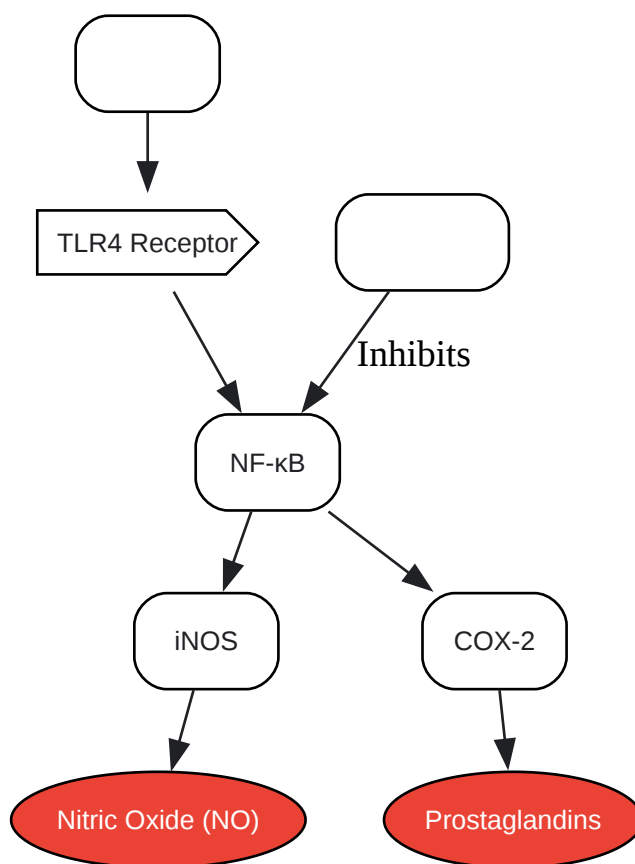 TLR4 Receptor
Inhibits
NF-κB
iNOS
COX-2
Nitric Oxide (NO)
Prostaglandins